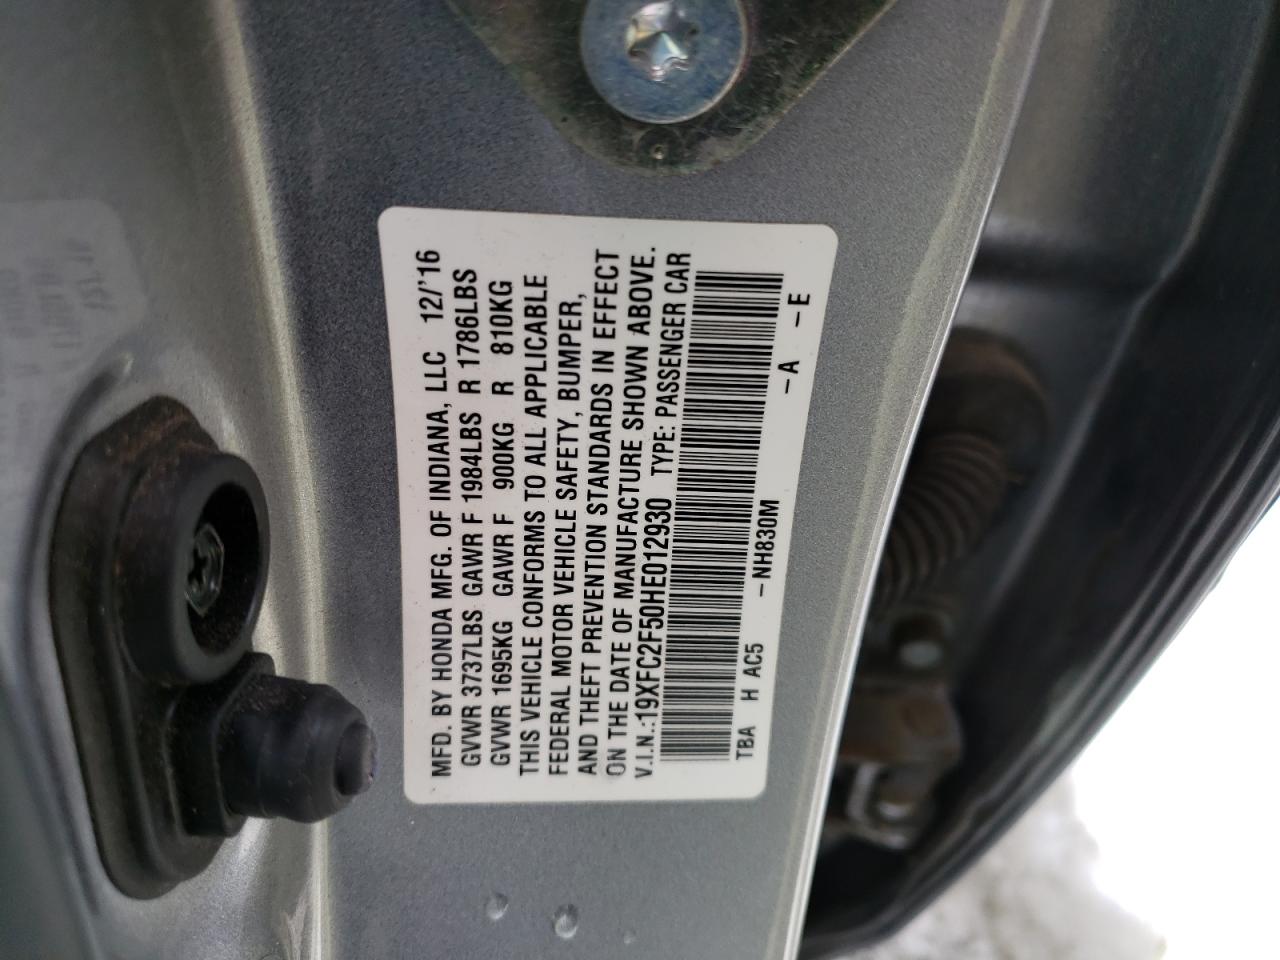 MFD. BY HONDA MFG. OF INDIANA, LLC 12/'16
GVWR 3737LBS GAWR F 1984LBS R 1786LBS
GVWR 1695KG GAWR F 900KG R 810KG
THIS VEHICLE CONFORMS TO ALL APPLICABLE
FEDERAL MOTOR VEHICLE SAFETY, BUMPER,
AND THEFT PREVENTION STANDARDS IN EFFECT
ON THE DATE OF MANUFACTURE SHOWN ABOVE.
V.I.N.:19XFC2F50HE012930 TYPE: PASSENGER CAR
TBA H AC5 -NH830M -A -E